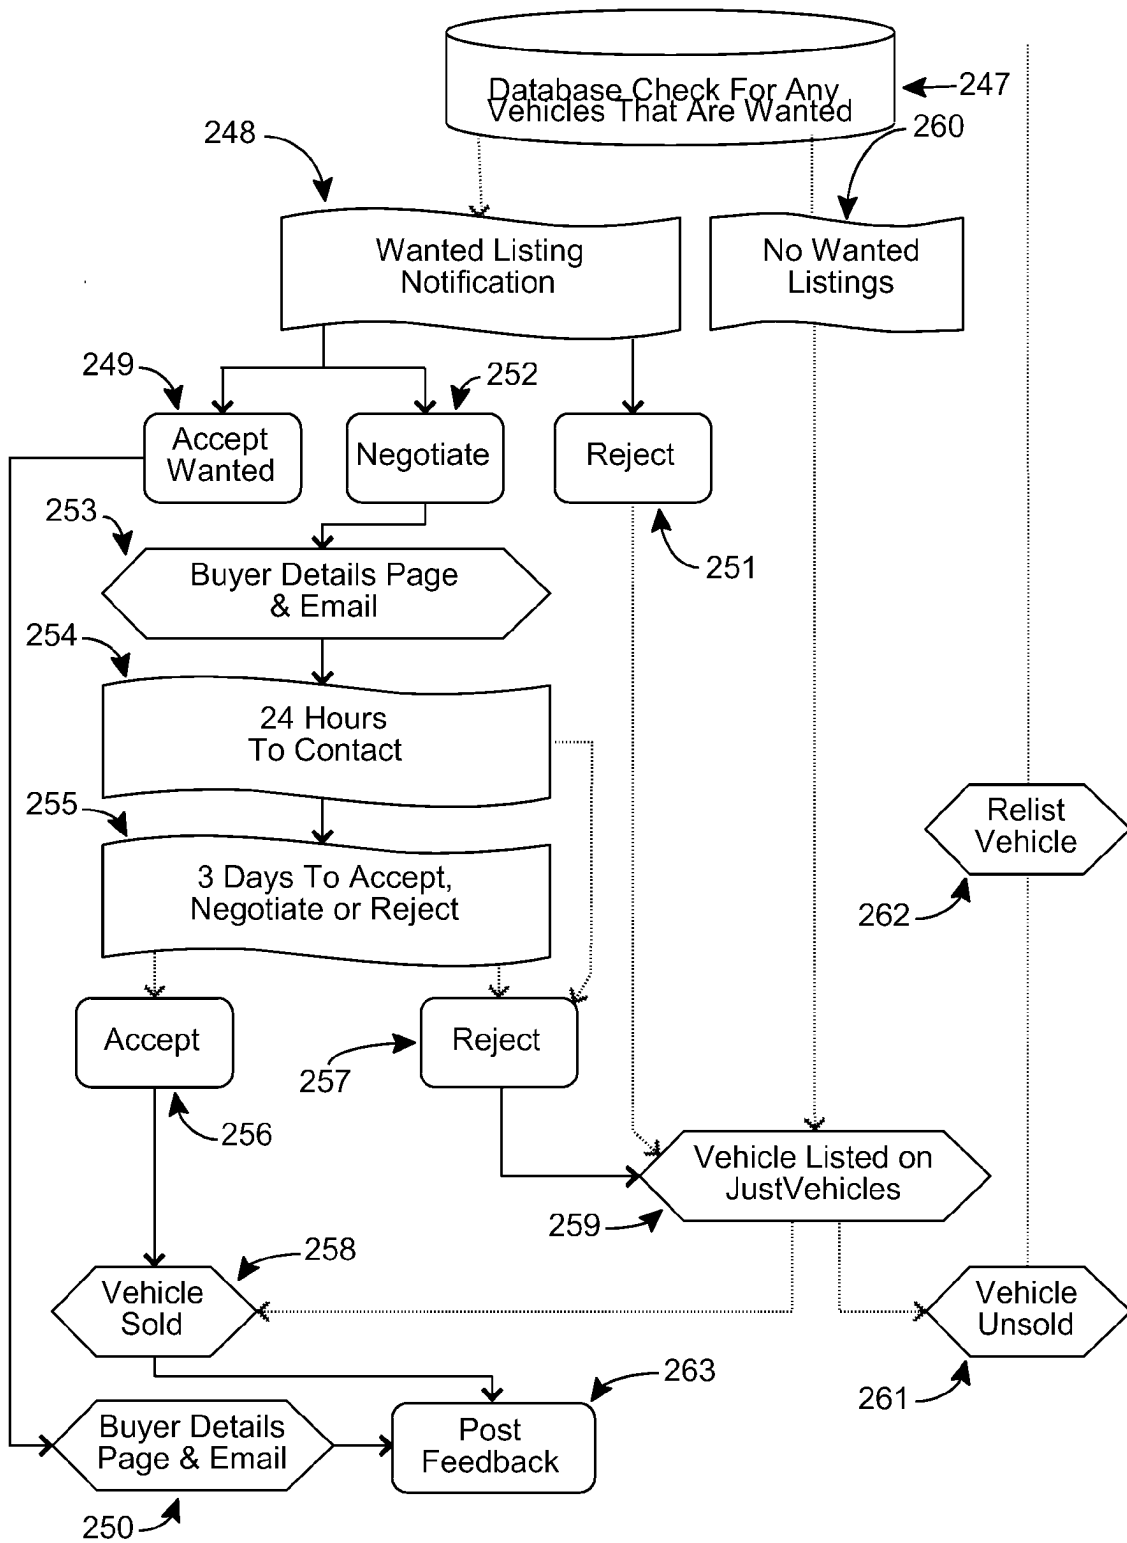 Database Check For Any
Vehicles That Are Wanted
247
260
248
Wanted Listing
Notification
No Wanted
Listings
249
252
Accept
Wanted
Negotiate
Reject
253
251
Buyer Details Page
& Email
254
24 Hours
To Contact
255
Relist
Vehicle
3 Days To Accept,
Negotiate or Reject
262
Accept
Reject
257
256
Vehicle Listed on
JustVehicles
259
258
Vehicle
Sold
Vehicle
Unsold
263
261
Buyer Details
Page & Email
Post
Feedback
250